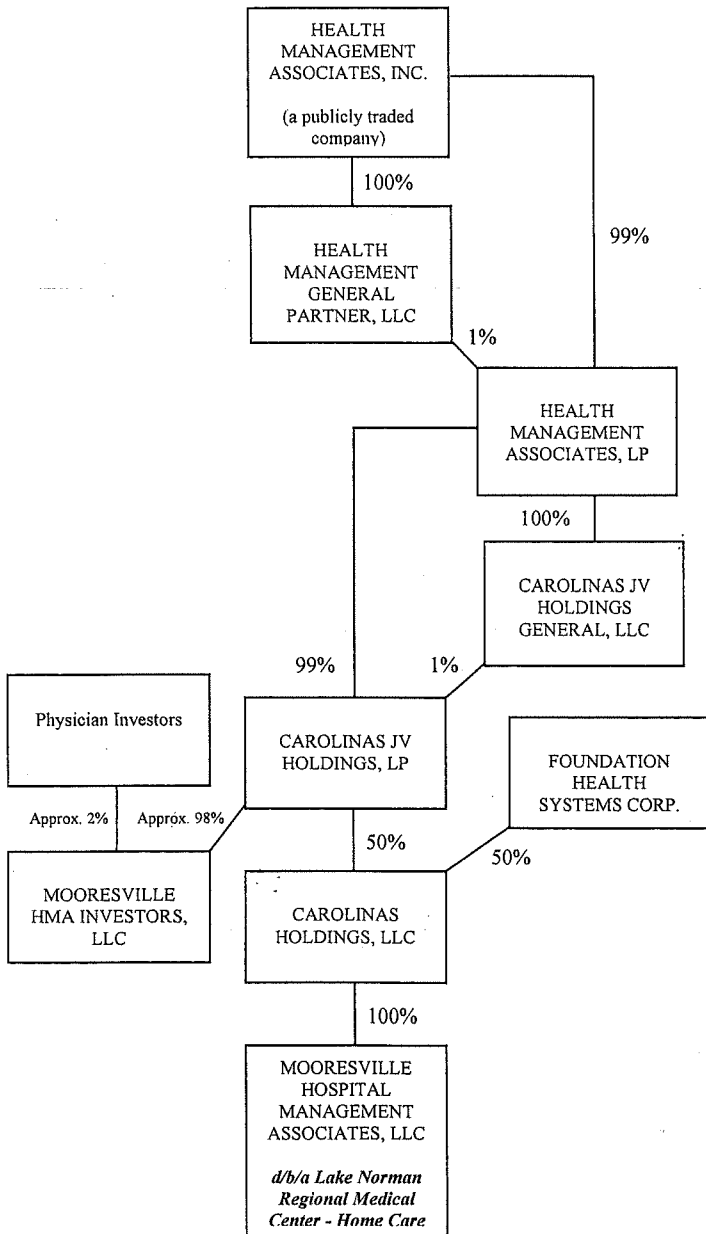 HEALTH
MANAGEMENT
ASSOCIATES, INC.
(a publicly traded
company)
100%
99%
HEALTH
MANAGEMENT
GENERAL
PARTNER, LLC
1%
HEALTH
MANAGEMENT
ASSOCIATES, LP
100%
CAROLINAS JV
HOLDINGS
GENERAL, LLC
99%
1%
Physician Investors
CAROLINAS JV
HOLDINGS, LP
FOUNDATION
HEALTH
SYSTEMS CORP.
Approx. 2%
Approx. 98%
50%
50%
MOORESVILLE
HMA INVESTORS,
LLC
CAROLINAS
HOLDINGS, LLC
100%
MOORESVILLE
HOSPITAL
MANAGEMENT
ASSOCIATES, LLC
d/b/a Lake Norman
Regional Medical
Center - Home Care